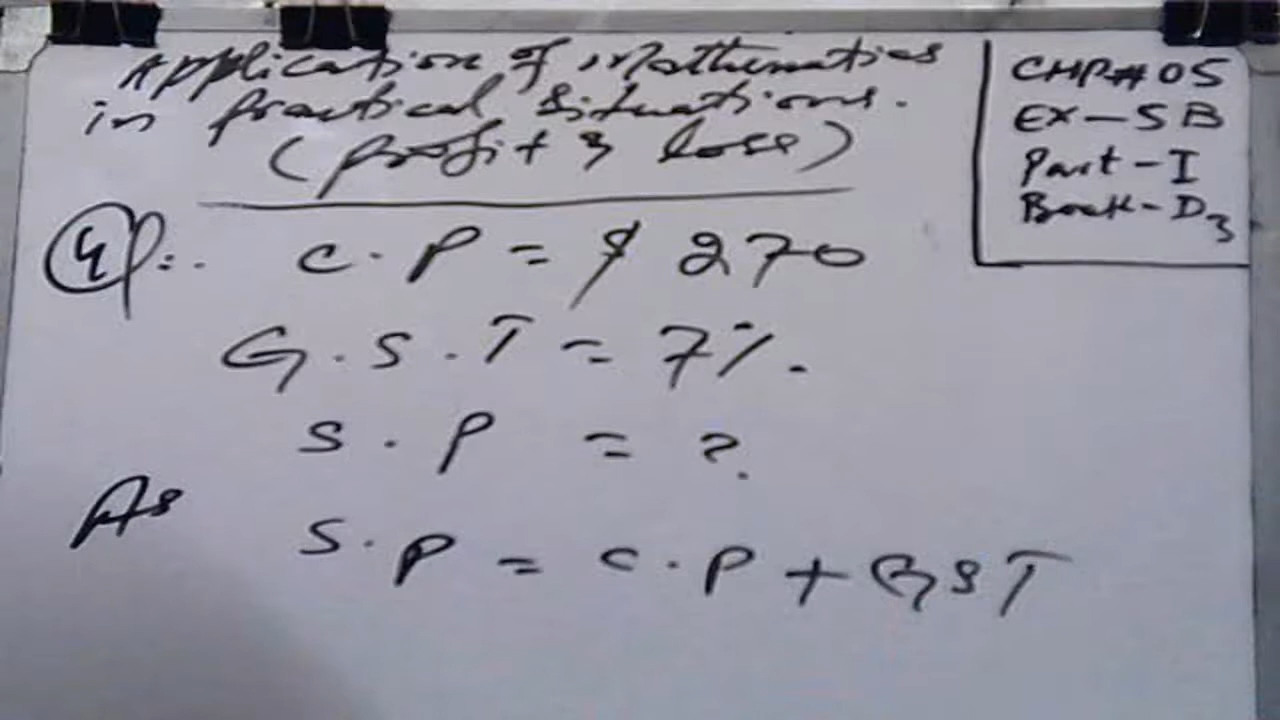 Application of Mathematics
in practical situations.
(profit & loss)
CHP# 05
EX-5B
Part-I
Book-D3
4:. C.P = $ 270
G.S.T = 7%.
S.P = ?
As S.P = C.P + GST